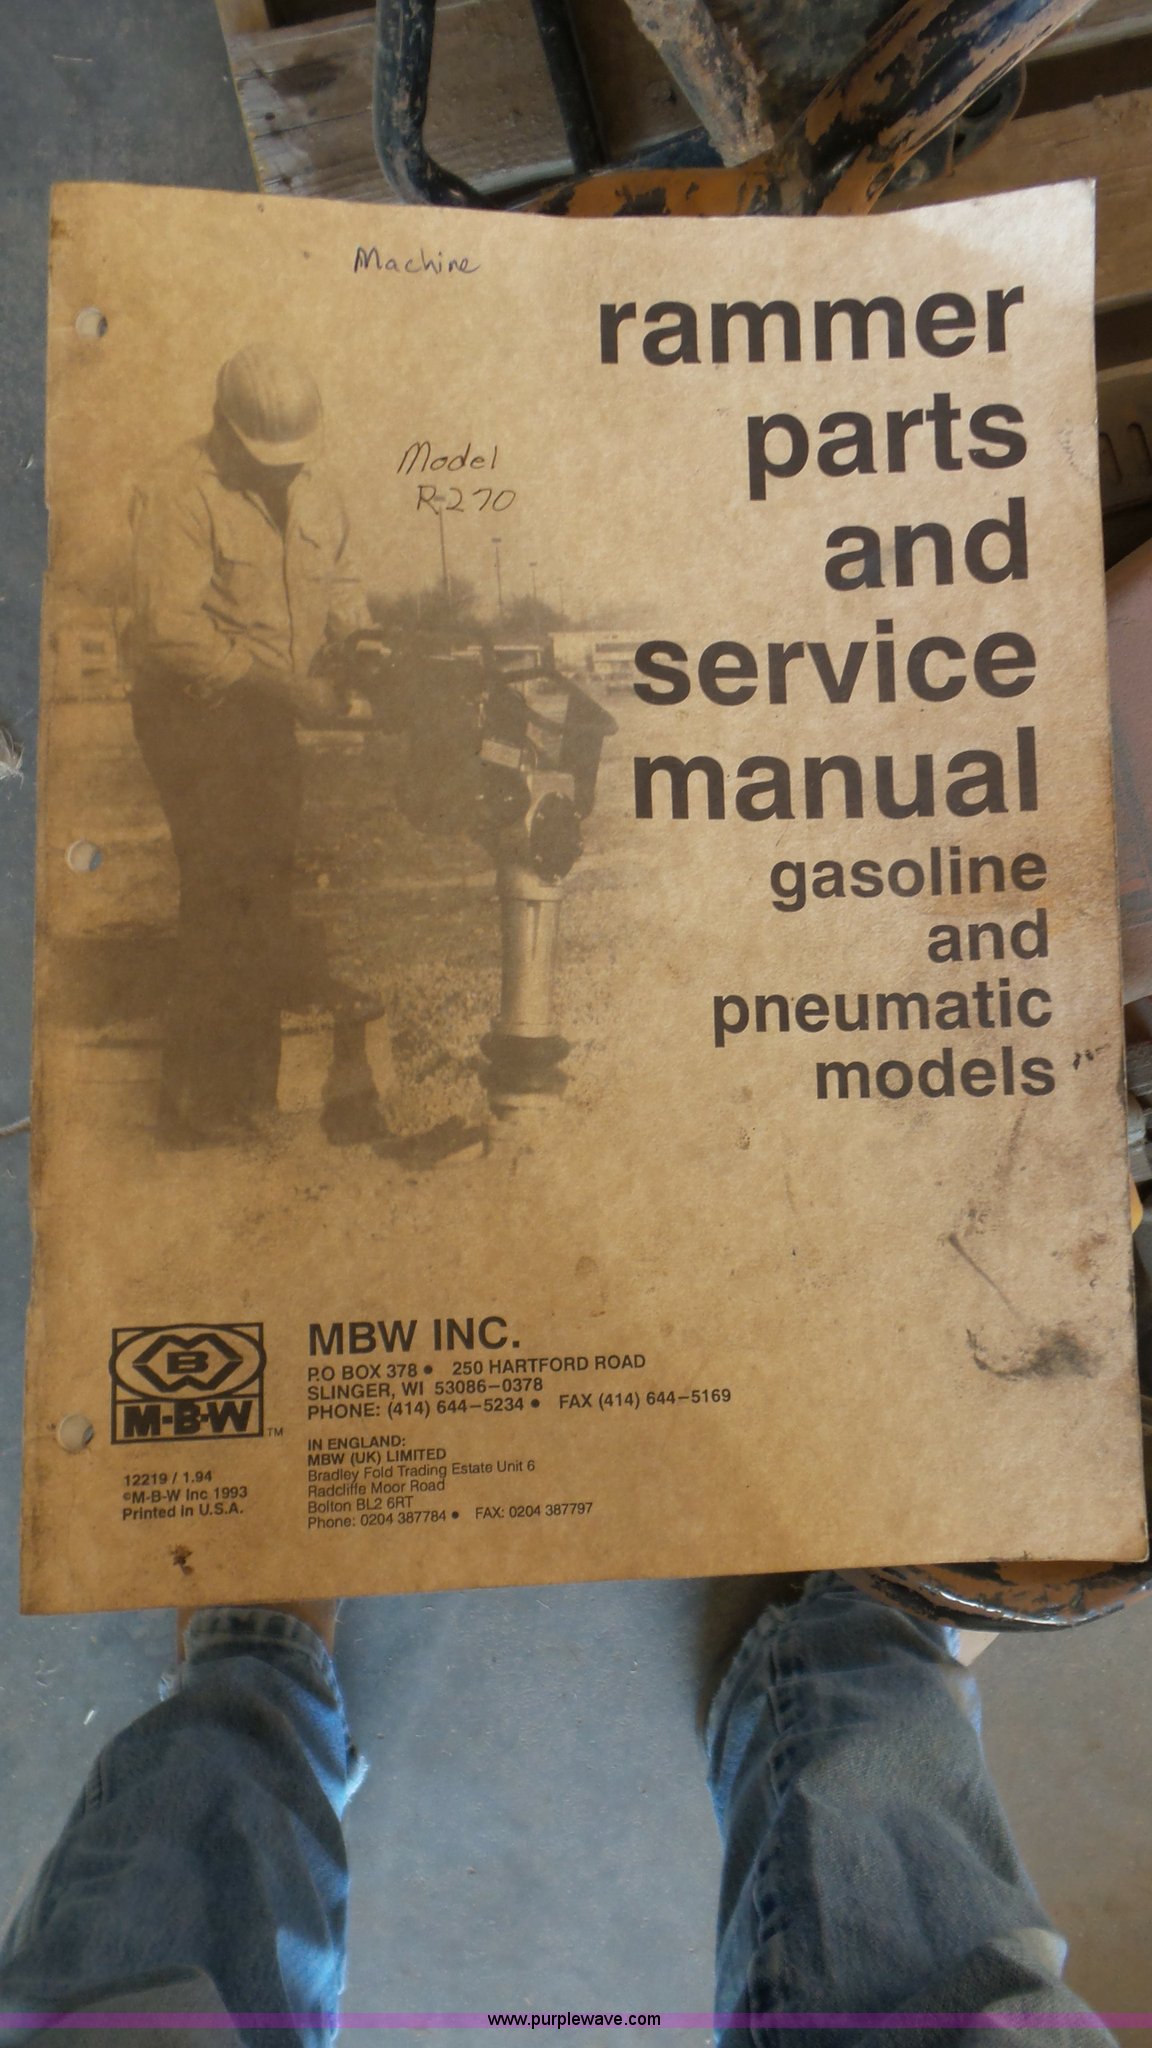 Machine
rammer
parts
and
service
manual
gasoline
and
pneumatic
models
Model
R-270
MBW
M-B-W
TM
12219 / 1.94
©M-B-W Inc 1993
Printed in U.S.A.
MBW INC.
P.O BOX 378 • 250 HARTFORD ROAD
SLINGER, WI 53086–0378
PHONE: (414) 644–5234 • FAX (414) 644–5169
IN ENGLAND:
MBW (UK) LIMITED
Bradley Fold Trading Estate Unit 6
Radcliffe Moor Road
Bolton BL2 6RT
Phone: 0204 387784 • FAX: 0204 387797
www.purplewave.com